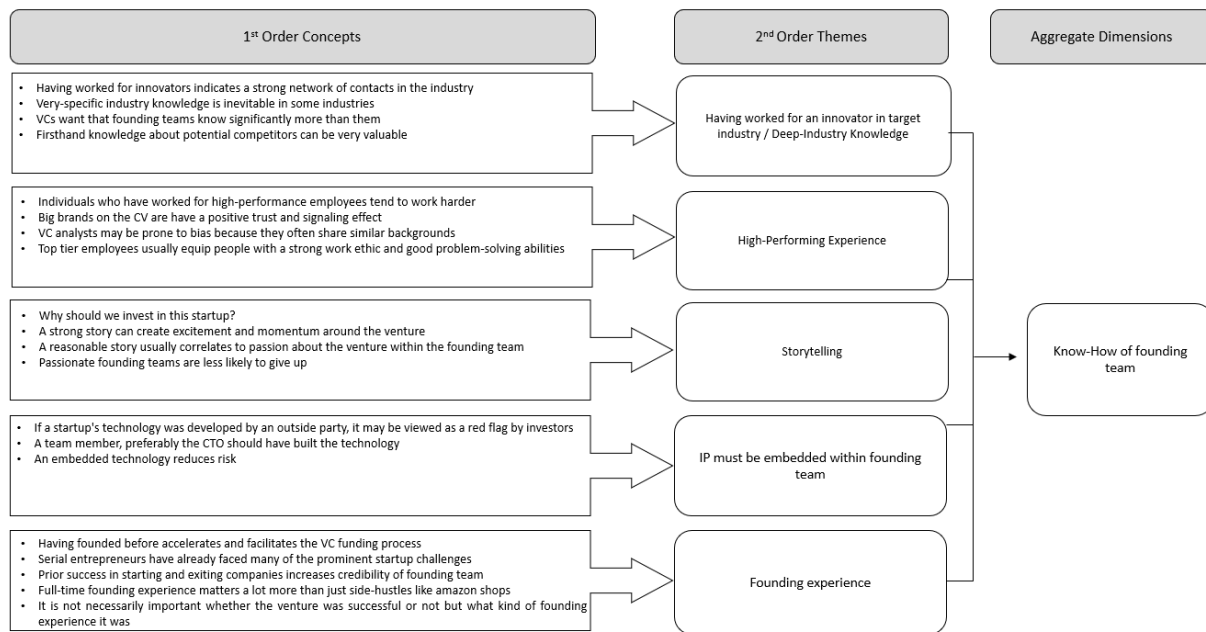 1st Order Concepts
2nd Order Themes
Aggregate Dimensions
• Having worked for innovators indicates a strong network of contacts in the industry
• Very-specific industry knowledge is inevitable in some industries
• VCs want that founding teams know significantly more than them
• Firsthand knowledge about potential competitors can be very valuable
Having worked for an innovator in target
industry / Deep-Industry Knowledge
• Individuals who have worked for high-performance employees tend to work harder
• Big brands on the CV are have a positive trust and signaling effect
• VC analysts may be prone to bias because they often share similar backgrounds
• Top tier employees usually equip people with a strong work ethic and good problem-solving abilities
High-Performing Experience
• Why should we invest in this startup?
• A strong story can create excitement and momentum around the venture
• A reasonable story usually correlates to passion about the venture within the founding team
• Passionate founding teams are less likely to give up
Storytelling
Know-How of founding
team
• If a startup's technology was developed by an outside party, it may be viewed as a red flag by investors
• A team member, preferably the CTO should have built the technology
• An embedded technology reduces risk
IP must be embedded within founding
team
• Having founded before accelerates and facilitates the VC funding process
• Serial entrepreneurs have already faced many of the prominent startup challenges
• Prior success in starting and exiting companies increases credibility of founding team
• Full-time founding experience matters a lot more than just side-hustles like amazon shops
• It is not necessarily important whether the venture was successful or not but what kind of founding
experience it was
Founding experience